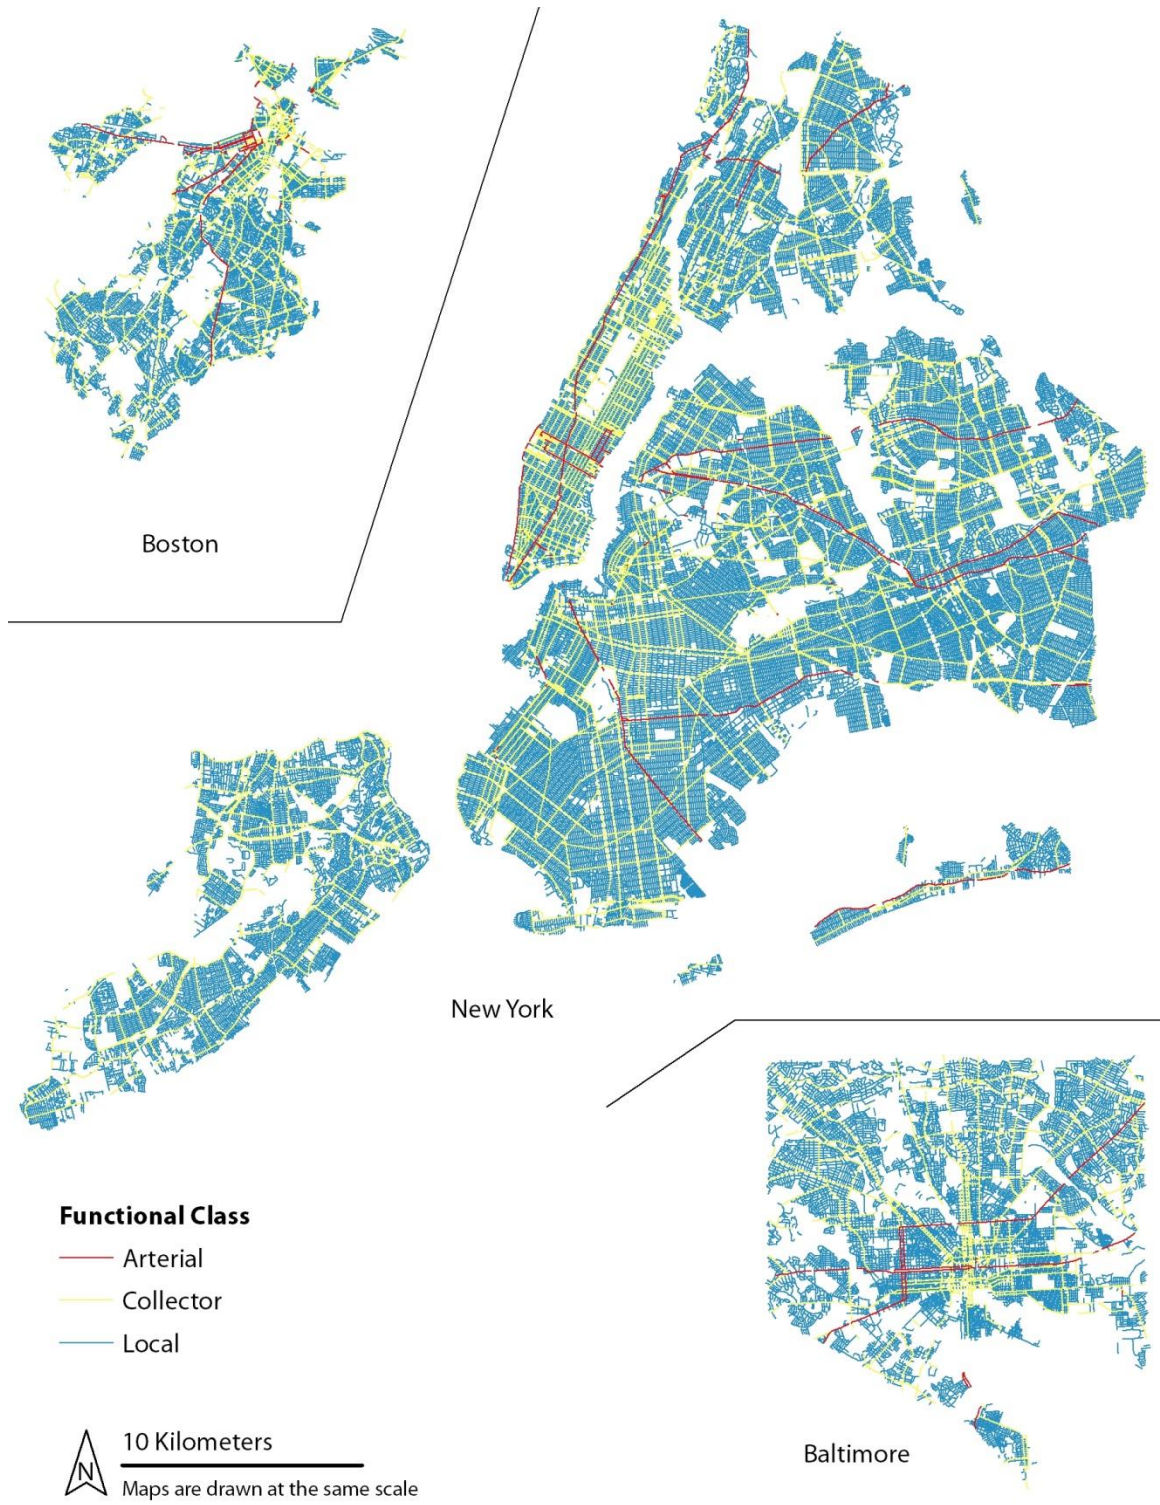 Boston
New York
Functional Class
Arterial
Collector
Local
N
10 Kilometers
Maps are drawn at the same scale
Baltimore